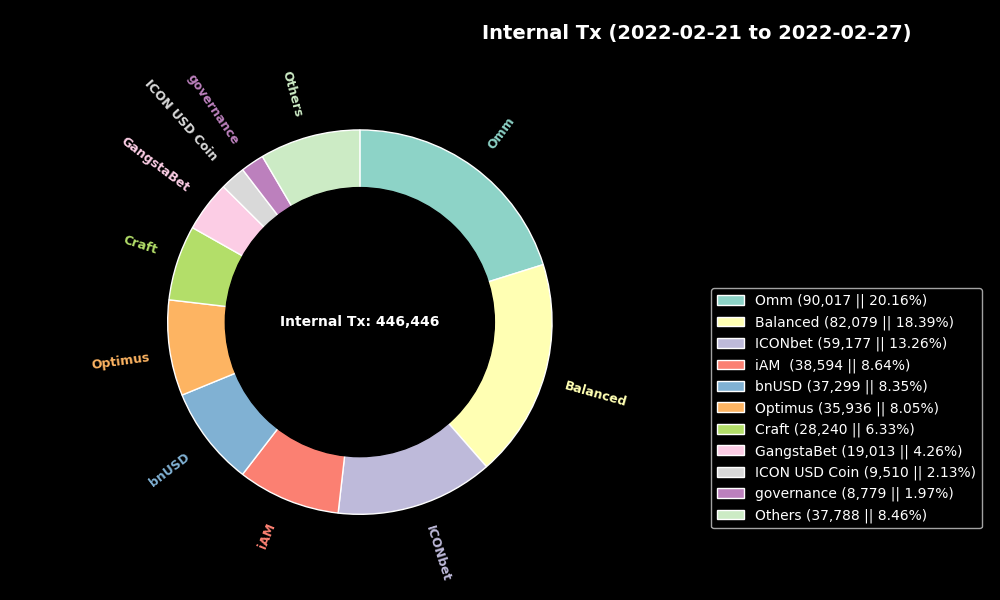 Internal Tx (2022-02-21 to 2022-02-27)
Others
governance
ICON USD Coin
GangstaBet
Craft
Optimus
bnUSD
iAM
ICONbet
Balanced
Omm
Internal Tx: 446,446
Omm (90,017 || 20.16%)
Balanced (82,079 || 18.39%)
ICONbet (59,177 || 13.26%)
iAM  (38,594 || 8.64%)
bnUSD (37,299 || 8.35%)
Optimus (35,936 || 8.05%)
Craft (28,240 || 6.33%)
GangstaBet (19,013 || 4.26%)
ICON USD Coin (9,510 || 2.13%)
governance (8,779 || 1.97%)
Others (37,788 || 8.46%)